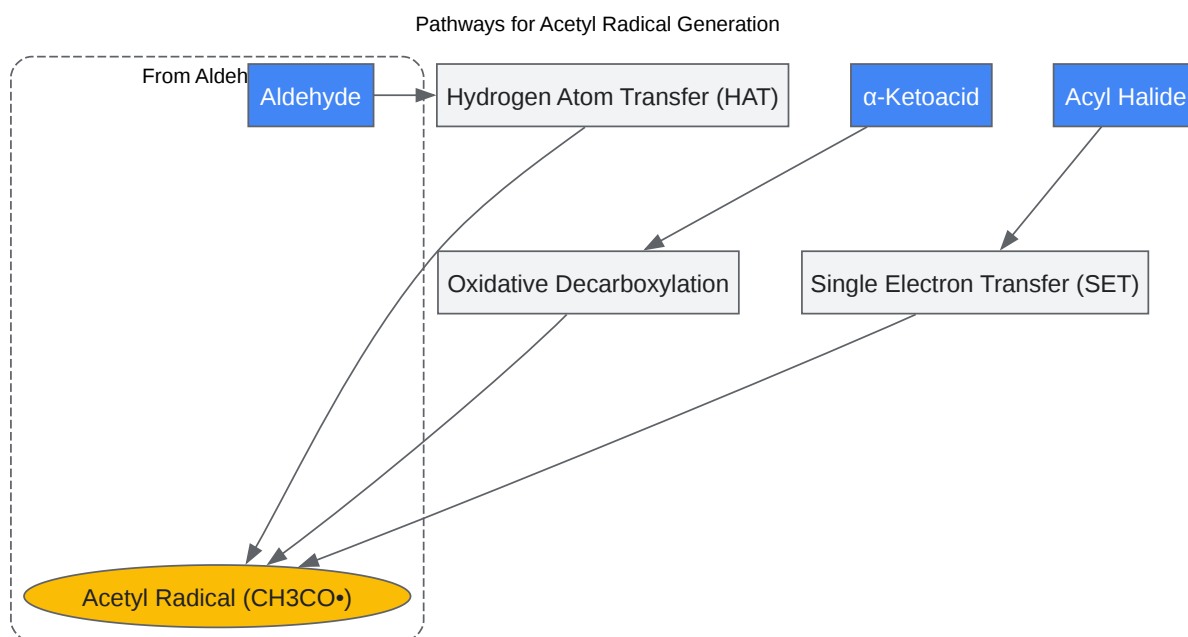 Pathways for Acetyl Radical Generation
From Aldeh
Aldehyde
Hydrogen Atom Transfer (HAT)
α-Ketoacid
Acyl Halide
Oxidative Decarboxylation
Single Electron Transfer (SET)
Acetyl Radical (CH3CO•)